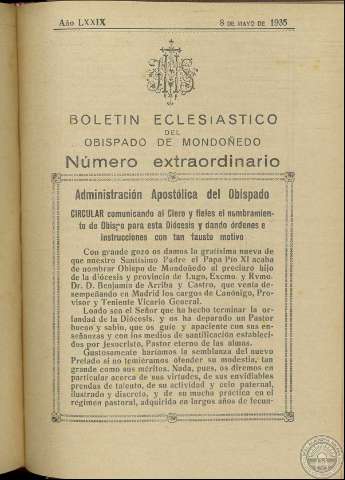 Año LXXIX 8 DE MAYO DE 1935
JHS
BOLETIN ECLESIASTICO
DEL
OBISPADO DE MONDOÑEDO
Número extraordinario
Administración Apostólica del Obispado
CIRCULAR comunicando al Clero y fieles el nombramien-
to de Obispo para esta Diócesis y dando órdenes e
instrucciones con tan fausto motivo
Con grande gozo os damos la gratísima nueva de
que nuestro Santísimo Padre el Papa Pío XI acaba
de nombrar Obispo de Mondoñedo al preclaro hijo
de la diócesis y provincia de Lugo, Excmo. y Rvmo.
Dr. D. Benjamín de Arriba y Castro, que venía de-
sempeñando en Madrid los cargos de Canónigo, Pro-
visor y Teniente Vicario General.
Loado sea el Señor que ha hecho terminar la or-
fandad de la Diócesis, y os ha deparado un Pastor
bueno y sabio, que os guíe y apaciente con sus en-
señanzas y con los medios de santificación estableci-
dos por Jesucristo, Pastor eterno de las almas.
Gustosamente haríamos la semblanza del nuevo
Prelado si no temiéramos ofender su modestia, tan
grande como sus méritos. Nada, pues, os diremos en
particular acerca de sus virtudes, de sus envidiables
prendas de talento, de su actividad y celo paternal,
ilustrado y discreto, y de su mucha práctica en el
régimen pastoral, adquirida en largos años de fecun-